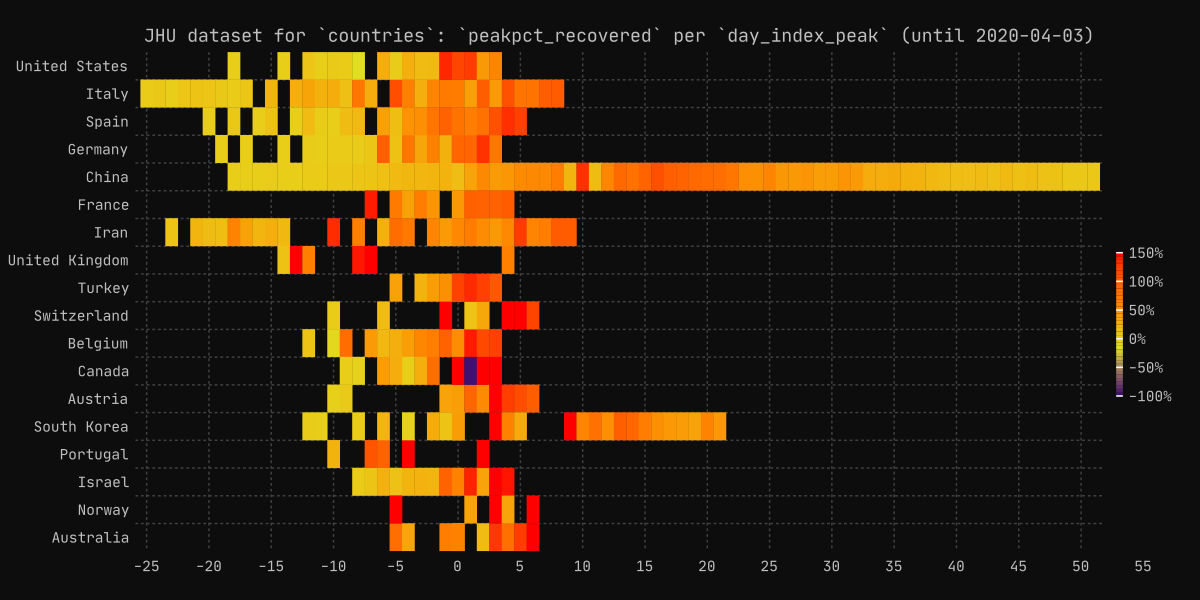 JHU dataset for `countries`: `peakpct_recovered` per `day_index_peak` (until 2020-04-03)
United States
Italy
Spain
Germany
China
France
Iran
United Kingdom
Turkey
Switzerland
Belgium
Canada
Austria
South Korea
Portugal
Israel
Norway
Australia
150%
100%
50%
0%
-50%
-100%
-25 -20 -15 -10 -5 0 5 10 15 20 25 30 35 40 45 50 55